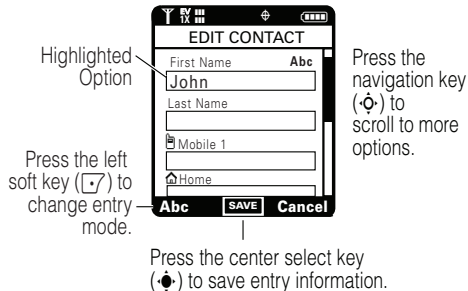 EV
1X
EDIT CONTACT
Highlighted
Option
First Name Abc
John
Last Name
Mobile 1
Home
Abc SAVE Cancel
Press the
navigation key
( ) to
scroll to more
options.
Press the left
soft key ( ) to
change entry
mode.
Press the center select key
( ) to save entry information.